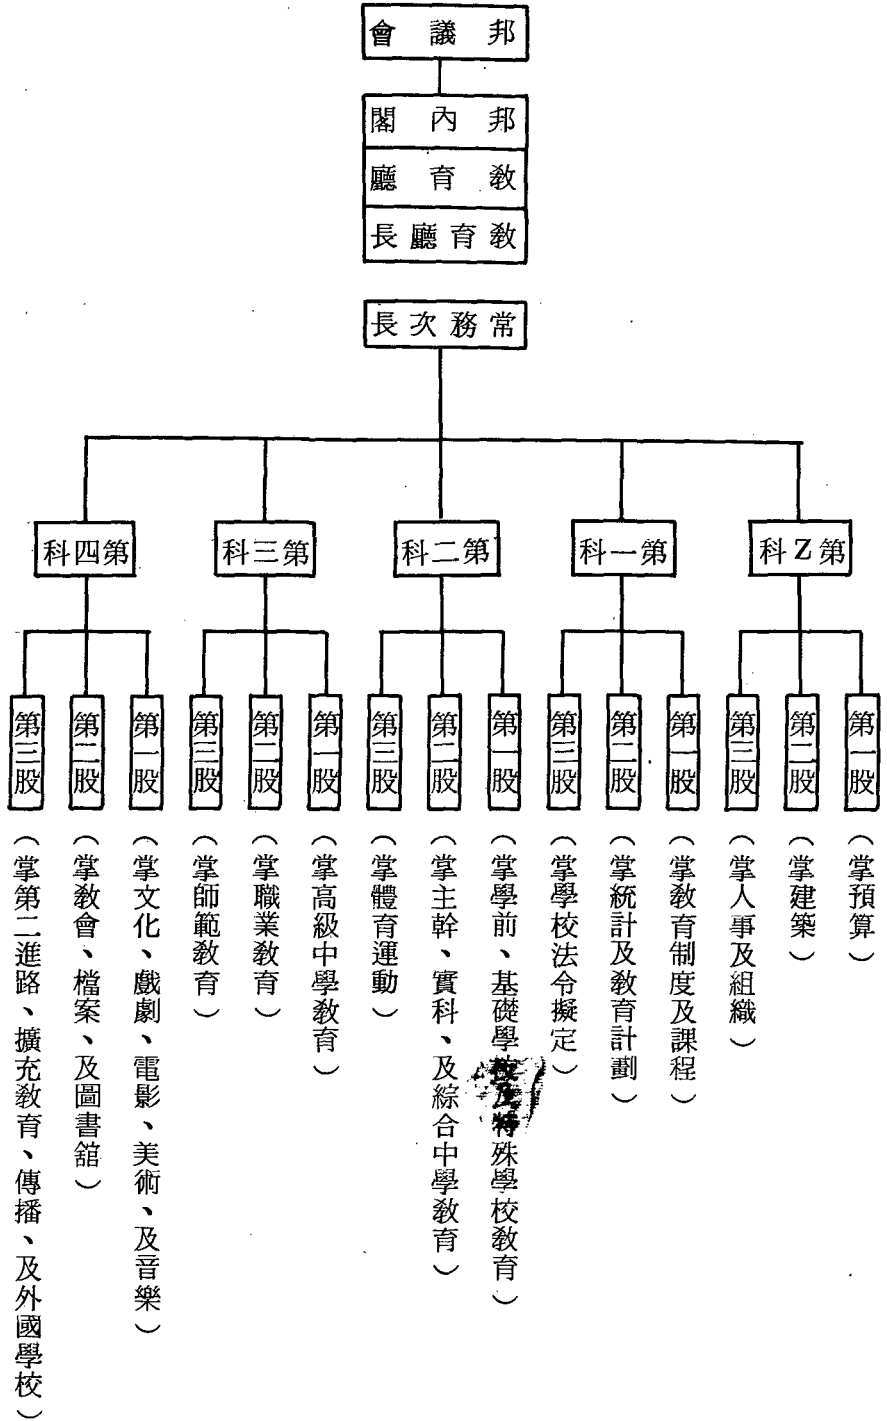 邦議會
邦內閣
教育廳
教育廳長
常務次長
第Z科
第一科
第二科
第三科
第四科
第一股
(掌預算)
第二股
(掌建築)
第三股
(掌人事及組織)
第一股
(掌教育制度及課程)
第二股
(掌統計及教育計劃)
第三股
(掌學校法令擬定)
第一股
(掌學前、基礎學校及特殊學校教育)
第二股
(掌主幹、實科、及綜合中學教育)
第三股
(掌體育運動)
第一股
(掌高級中學教育)
第二股
(掌職業教育)
第三股
(掌師範教育)
第一股
(掌文化、戲劇、電影、美術、及音樂)
第二股
(掌教會、檔案、及圖書舘)
第三股
(掌第二進路、擴充教育、傳播、及外國學校)